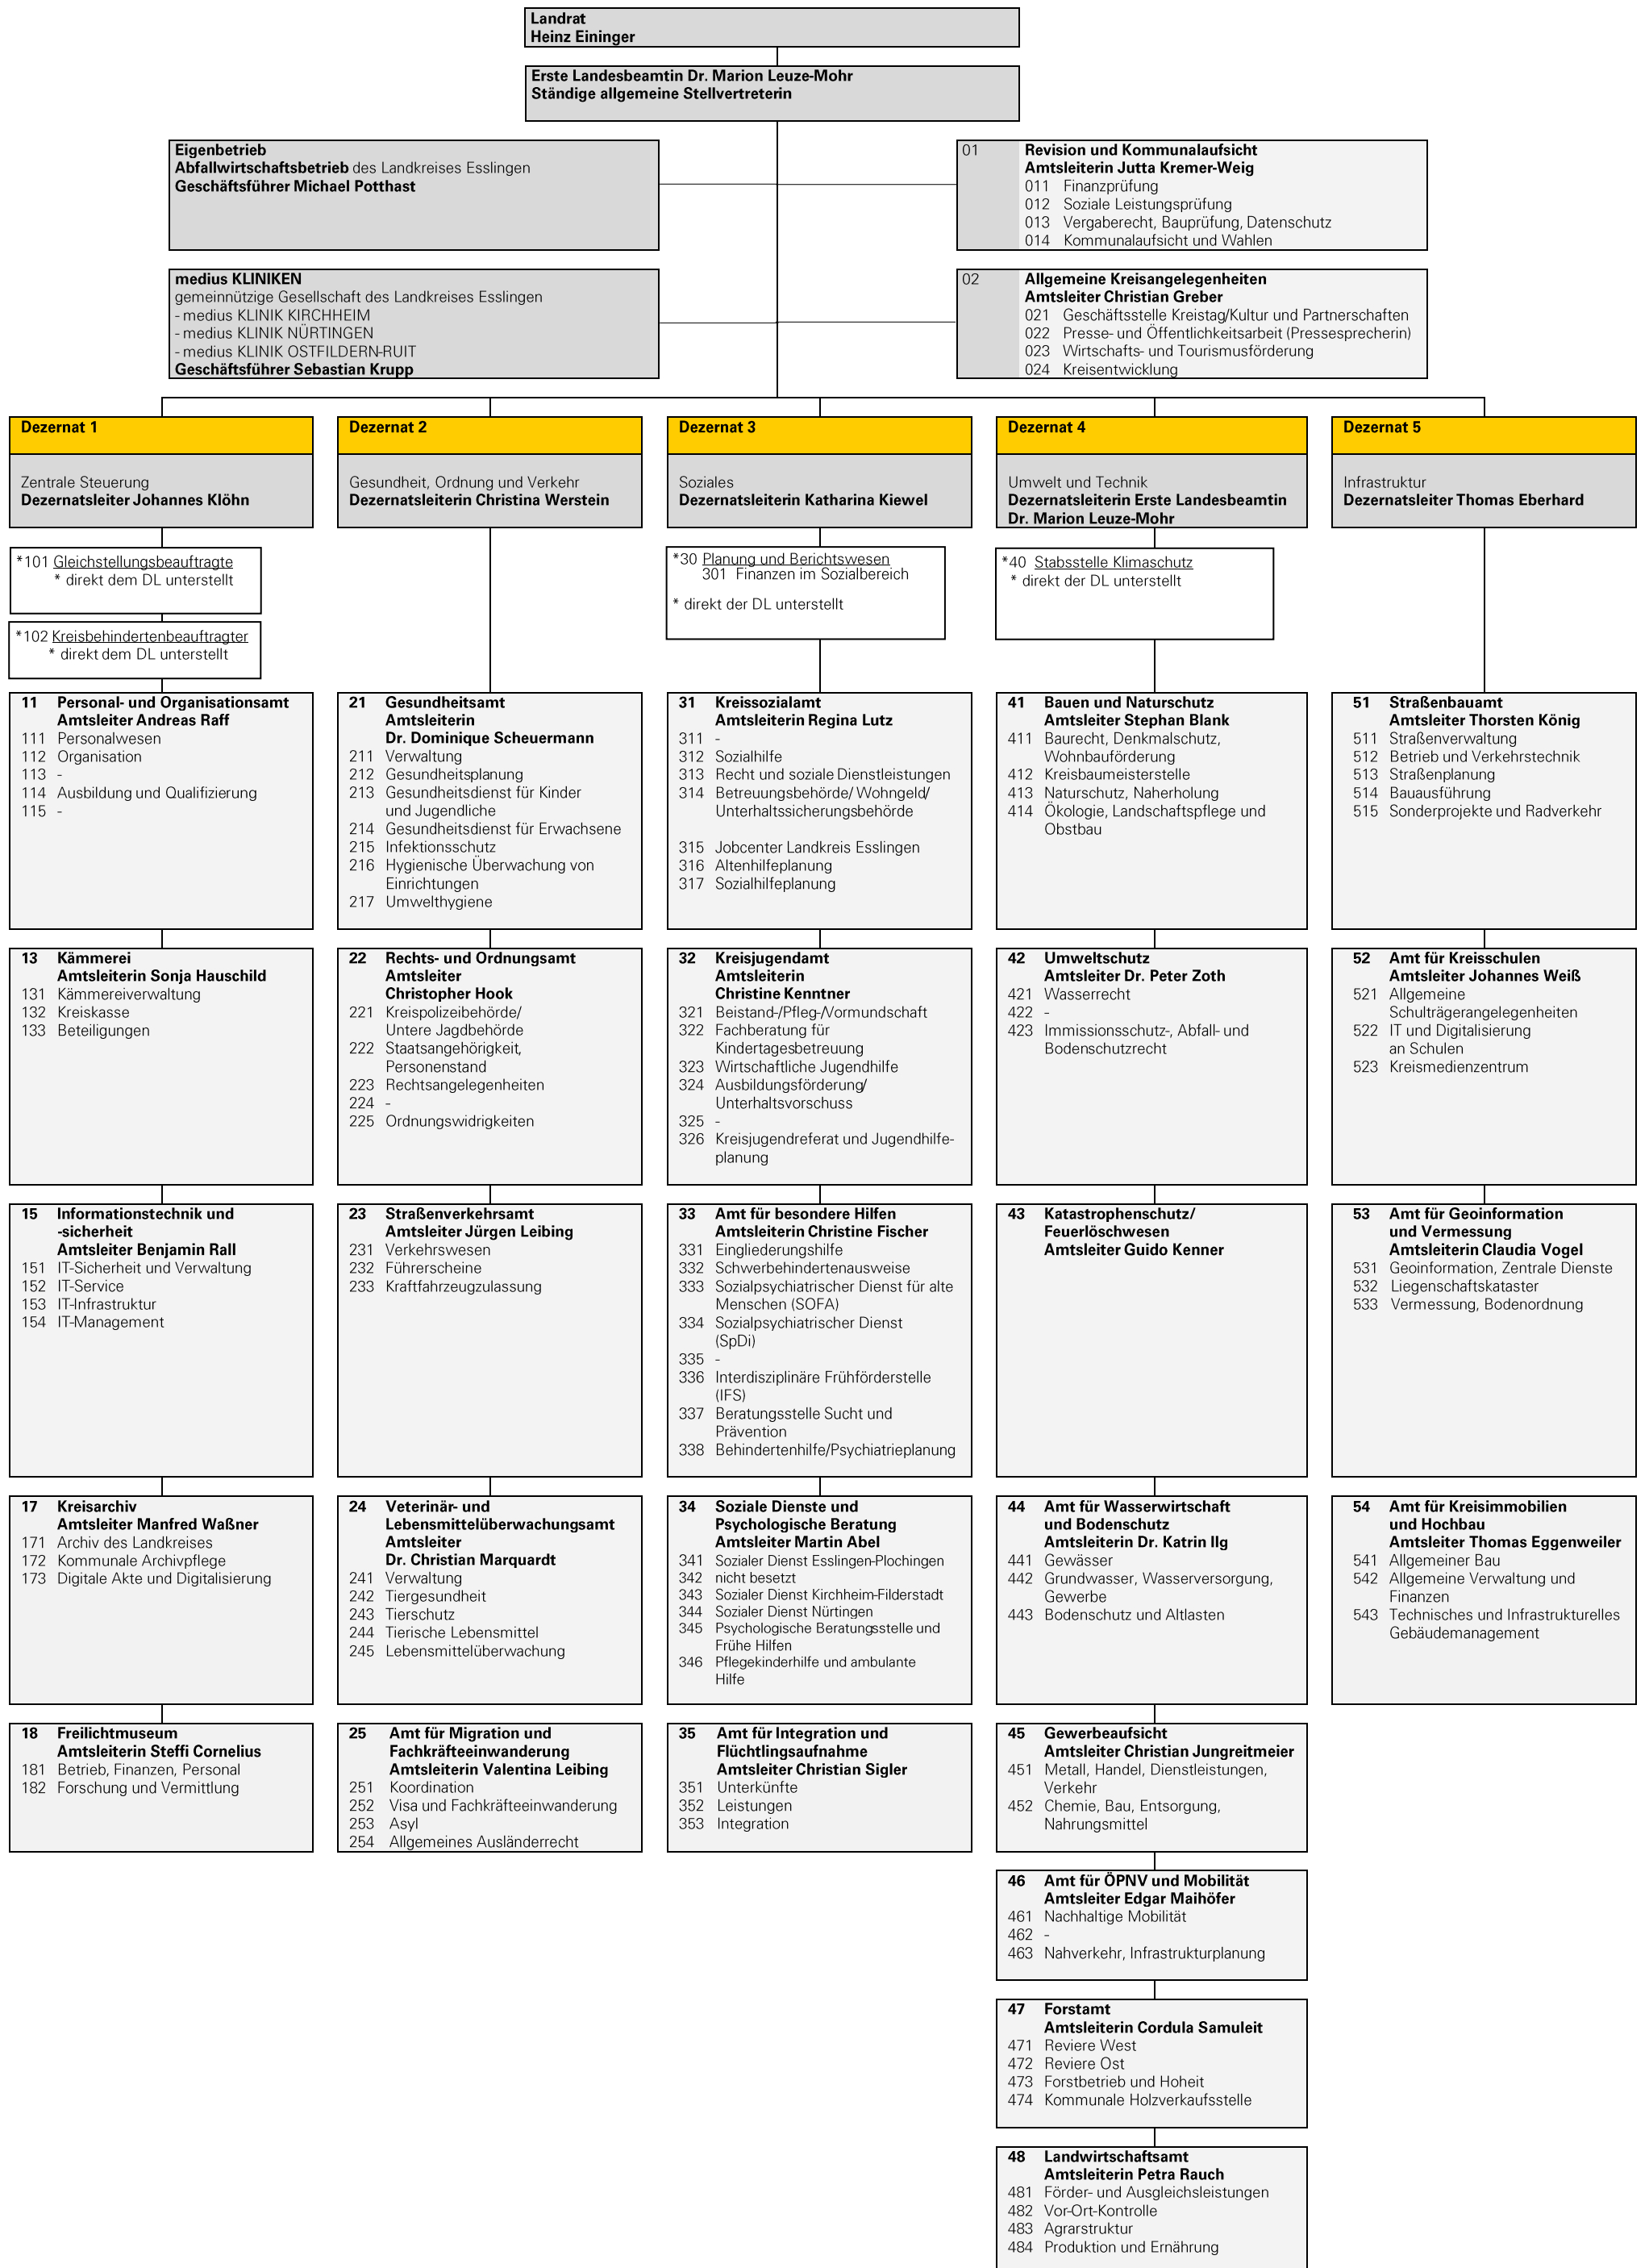 Landrat
Heinz Eininger
Erste Landesbeamtin Dr. Marion Leuze-Mohr
Ständige allgemeine Stellvertreterin
Eigenbetrieb
Abfallwirtschaftsbetrieb des Landkreises Esslingen
Geschäftsführer Michael Potthast
01 Revision und Kommunalaufsicht
Amtsleiterin Jutta Kremer-Weig
011 Finanzprüfung
012 Soziale Leistungsprüfung
013 Vergaberecht, Bauprüfung, Datenschutz
014 Kommunalaufsicht und Wahlen
medius KLINIKEN
gemeinnützige Gesellschaft des Landkreises Esslingen
- medius KLINIK KIRCHHEIM
- medius KLINIK NÜRTINGEN
- medius KLINIK OSTFILDERN-RUIT
Geschäftsführer Sebastian Krupp
02 Allgemeine Kreisangelegenheiten
Amtsleiter Christian Greber
021 Geschäftsstelle Kreistag/Kultur und Partnerschaften
022 Presse- und Öffentlichkeitsarbeit (Pressesprecherin)
023 Wirtschafts- und Tourismusförderung
024 Kreisentwicklung
Dezernat 1
Zentrale Steuerung
Dezernatsleiter Johannes Klöhn
*101 Gleichstellungsbeauftragte
* direkt dem DL unterstellt
*102 Kreisbehindertenbeauftragter
* direkt dem DL unterstellt
11 Personal- und Organisationsamt
Amtsleiter Andreas Raff
111 Personalwesen
112 Organisation
113 -
114 Ausbildung und Qualifizierung
115 -
13 Kämmerei
Amtsleiterin Sonja Hauschild
131 Kämmereiverwaltung
132 Kreiskasse
133 Beteiligungen
15 Informationstechnik und
-sicherheit
Amtsleiter Benjamin Rall
151 IT-Sicherheit und Verwaltung
152 IT-Service
153 IT-Infrastruktur
154 IT-Management
17 Kreisarchiv
Amtsleiter Manfred Waßner
171 Archiv des Landkreises
172 Kommunale Archivpflege
173 Digitale Akte und Digitalisierung
18 Freilichtmuseum
Amtsleiterin Steffi Cornelius
181 Betrieb, Finanzen, Personal
182 Forschung und Vermittlung
Dezernat 2
Gesundheit, Ordnung und Verkehr
Dezernatsleiterin Christina Werstein
21 Gesundheitsamt
Amtsleiterin
Dr. Dominique Scheuermann
211 Verwaltung
212 Gesundheitsplanung
213 Gesundheitsdienst für Kinder
und Jugendliche
214 Gesundheitsdienst für Erwachsene
215 Infektionsschutz
216 Hygienische Überwachung von
Einrichtungen
217 Umwelthygiene
22 Rechts- und Ordnungsamt
Amtsleiter
Christopher Hook
221 Kreispolizeibehörde/
Untere Jagdbehörde
222 Staatsangehörigkeit,
Personenstand
223 Rechtsangelegenheiten
224 -
225 Ordnungswidrigkeiten
23 Straßenverkehrsamt
Amtsleiter Jürgen Leibing
231 Verkehrswesen
232 Führerscheine
233 Kraftfahrzeugzulassung
24 Veterinär- und
Lebensmittelüberwachungsamt
Amtsleiter
Dr. Christian Marquardt
241 Verwaltung
242 Tiergesundheit
243 Tierschutz
244 Tierische Lebensmittel
245 Lebensmittelüberwachung
25 Amt für Migration und
Fachkräfteeinwanderung
Amtsleiterin Valentina Leibing
251 Koordination
252 Visa und Fachkräfteeinwanderung
253 Asyl
254 Allgemeines Ausländerrecht
Dezernat 3
Soziales
Dezernatsleiterin Katharina Kiewel
*30 Planung und Berichtswesen
301 Finanzen im Sozialbereich
* direkt der DL unterstellt
31 Kreissozialamt
Amtsleiterin Regina Lutz
311 -
312 Sozialhilfe
313 Recht und soziale Dienstleistungen
314 Betreuungsbehörde/ Wohngeld/
Unterhaltssicherungsbehörde
315 Jobcenter Landkreis Esslingen
316 Altenhilfeplanung
317 Sozialhilfeplanung
32 Kreisjugendamt
Amtsleiterin
Christine Kenntner
321 Beistand-/Pfleg-/Vormundschaft
322 Fachberatung für
Kindertagesbetreuung
323 Wirtschaftliche Jugendhilfe
324 Ausbildungsförderung/
Unterhaltsvorschuss
325 -
326 Kreisjugendreferat und Jugendhilfe-
planung
33 Amt für besondere Hilfen
Amtsleiterin Christine Fischer
331 Eingliederungshilfe
332 Schwerbehindertenausweise
333 Sozialpsychiatrischer Dienst für alte
Menschen (SOFA)
334 Sozialpsychiatrischer Dienst
(SpDi)
335 -
336 Interdisziplinäre Frühförderstelle
(IFS)
337 Beratungsstelle Sucht und
Prävention
338 Behindertenhilfe/Psychiatrieplanung
34 Soziale Dienste und
Psychologische Beratung
Amtsleiter Martin Abel
341 Sozialer Dienst Esslingen-Plochingen
342 nicht besetzt
343 Sozialer Dienst Kirchheim-Filderstadt
344 Sozialer Dienst Nürtingen
345 Psychologische Beratungsstelle und
Frühe Hilfen
346 Pflegekinderhilfe und ambulante
Hilfe
35 Amt für Integration und
Flüchtlingsaufnahme
Amtsleiter Christian Sigler
351 Unterkünfte
352 Leistungen
353 Integration
Dezernat 4
Umwelt und Technik
Dezernatsleiterin Erste Landesbeamtin
Dr. Marion Leuze-Mohr
*40 Stabsstelle Klimaschutz
* direkt der DL unterstellt
41 Bauen und Naturschutz
Amtsleiter Stephan Blank
411 Baurecht, Denkmalschutz,
Wohnbauförderung
412 Kreisbaumeisterstelle
413 Naturschutz, Naherholung
414 Ökologie, Landschaftspflege und
Obstbau
42 Umweltschutz
Amtsleiter Dr. Peter Zoth
421 Wasserrecht
422 -
423 Immissionsschutz-, Abfall- und
Bodenschutzrecht
43 Katastrophenschutz/
Feuerlöschwesen
Amtsleiter Guido Kenner
44 Amt für Wasserwirtschaft
und Bodenschutz
Amtsleiterin Dr. Katrin Ilg
441 Gewässer
442 Grundwasser, Wasserversorgung,
Gewerbe
443 Bodenschutz und Altlasten
45 Gewerbeaufsicht
Amtsleiter Christian Jungreitmeier
451 Metall, Handel, Dienstleistungen,
Verkehr
452 Chemie, Bau, Entsorgung,
Nahrungsmittel
46 Amt für ÖPNV und Mobilität
Amtsleiter Edgar Maihöfer
461 Nachhaltige Mobilität
462 -
463 Nahverkehr, Infrastrukturplanung
47 Forstamt
Amtsleiterin Cordula Samuleit
471 Reviere West
472 Reviere Ost
473 Forstbetrieb und Hoheit
474 Kommunale Holzverkaufsstelle
48 Landwirtschaftsamt
Amtsleiterin Petra Rauch
481 Förder- und Ausgleichsleistungen
482 Vor-Ort-Kontrolle
483 Agrarstruktur
484 Produktion und Ernährung
Dezernat 5
Infrastruktur
Dezernatsleiter Thomas Eberhard
51 Straßenbauamt
Amtsleiter Thorsten König
511 Straßenverwaltung
512 Betrieb und Verkehrstechnik
513 Straßenplanung
514 Bauausführung
515 Sonderprojekte und Radverkehr
52 Amt für Kreisschulen
Amtsleiter Johannes Weiß
521 Allgemeine
Schulträgerangelegenheiten
522 IT und Digitalisierung
an Schulen
523 Kreismedienzentrum
53 Amt für Geoinformation
und Vermessung
Amtsleiterin Claudia Vogel
531 Geoinformation, Zentrale Dienste
532 Liegenschaftskataster
533 Vermessung, Bodenordnung
54 Amt für Kreisimmobilien
und Hochbau
Amtsleiter Thomas Eggenweiler
541 Allgemeiner Bau
542 Allgemeine Verwaltung und
Finanzen
543 Technisches und Infrastrukturelles
Gebäudemanagement